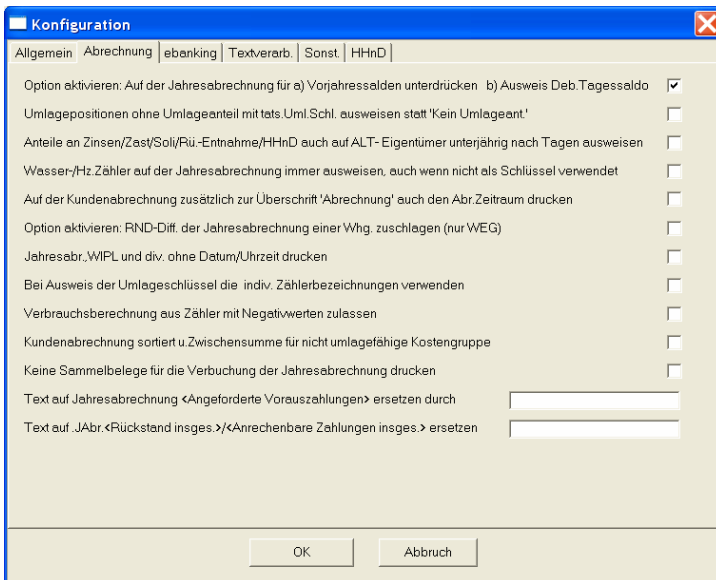 Konfiguration
Allgemein Abrechnung ebanking Textverarb. Sonst. HHnD
Option aktivieren: Auf der Jahresabrechnung für a) Vorjahressalden unterdrücken b) Ausweis Deb.Tagessaldo
Umlagepositionen ohne Umlageanteil mit tats.Uml.Schl. ausweisen statt 'Kein Umlageant.'
Anteile an Zinsen/Zast/Soli/Rü.-Entnahme/HHnD auch auf ALT- Eigentümer unterjährig nach Tagen ausweisen
Wasser-/Hz.Zähler auf der Jahresabrechnung immer ausweisen, auch wenn nicht als Schlüssel verwendet
Auf der Kundenabrechnung zusätzlich zur Überschrift 'Abrechnung' auch den Abr.Zeitraum drucken
Option aktivieren: RND-Diff. der Jahresabrechnung einer Whg. zuschlagen (nur WEG)
Jahresabr.,WIPL und div. ohne Datum/Uhrzeit drucken
Bei Ausweis der Umlageschlüssel die indiv. Zählerbezeichnungen verwenden
Verbrauchsberechnung aus Zähler mit Negativwerten zulassen
Kundenabrechnung sortiert u.Zwischensumme für nicht umlagefähige Kostengruppe
Keine Sammelbelege für die Verbuchung der Jahresabrechnung drucken
Text auf Jahresabrechnung <Angeforderte Vorauszahlungen> ersetzen durch
Text auf .JAbr.<Rückstand insges.>/<Anrechenbare Zahlungen insges.> ersetzen
OK Abbruch